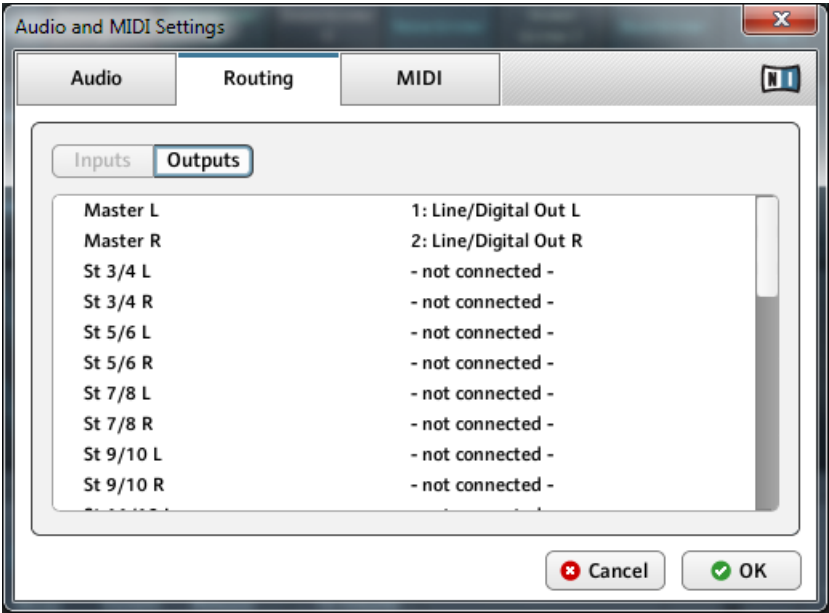 Audio and MIDI Settings
Audio Routing MIDI
Inputs Outputs
Master L 1: Line/Digital Out L
Master R 2: Line/Digital Out R
St 3/4 L - not connected -
St 3/4 R - not connected -
St 5/6 L - not connected -
St 5/6 R - not connected -
St 7/8 L - not connected -
St 7/8 R - not connected -
St 9/10 L - not connected -
St 9/10 R - not connected -
Cancel OK